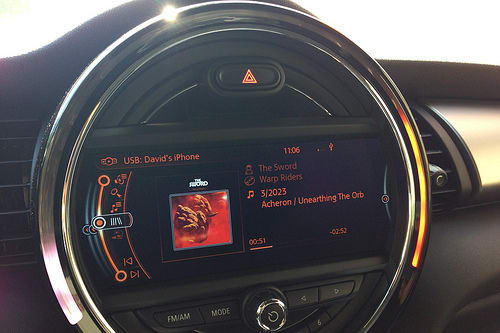 USB: David's iPhone
11:06
THE
SWORD
The Sword
Warp Riders
3/2023
Acheron / Unearthing The Orb
00:51
-02:52
FM/AM
MODE
6